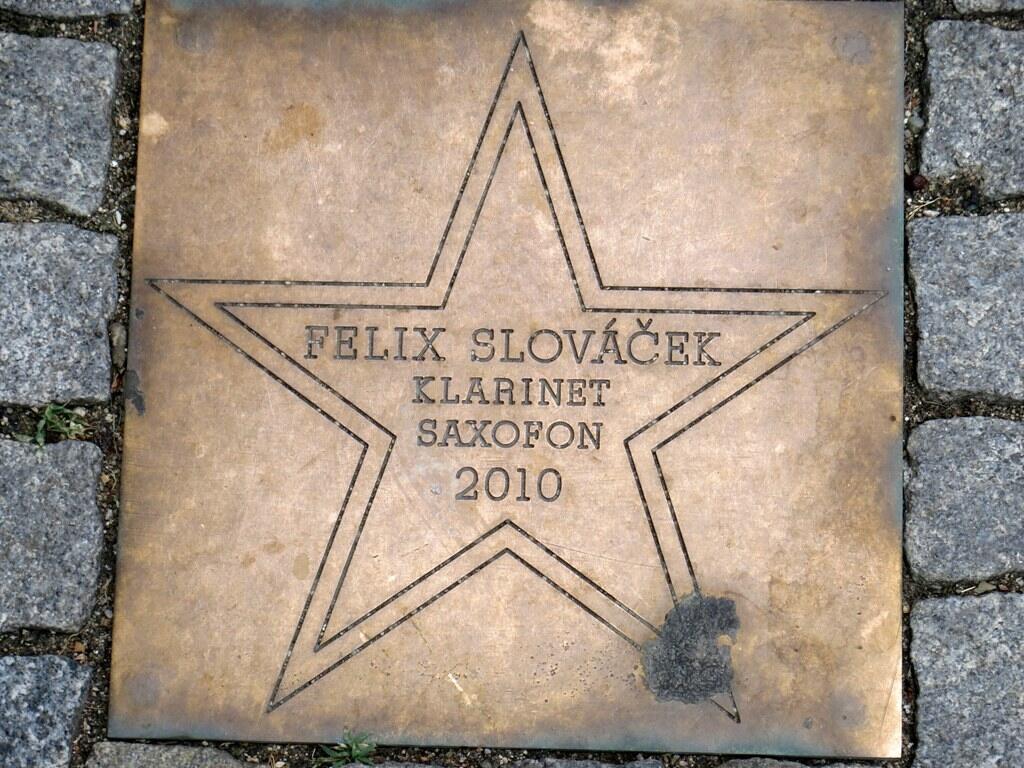 FELIX SLOVÁČEK
KLARINET
SAXOFON
2010